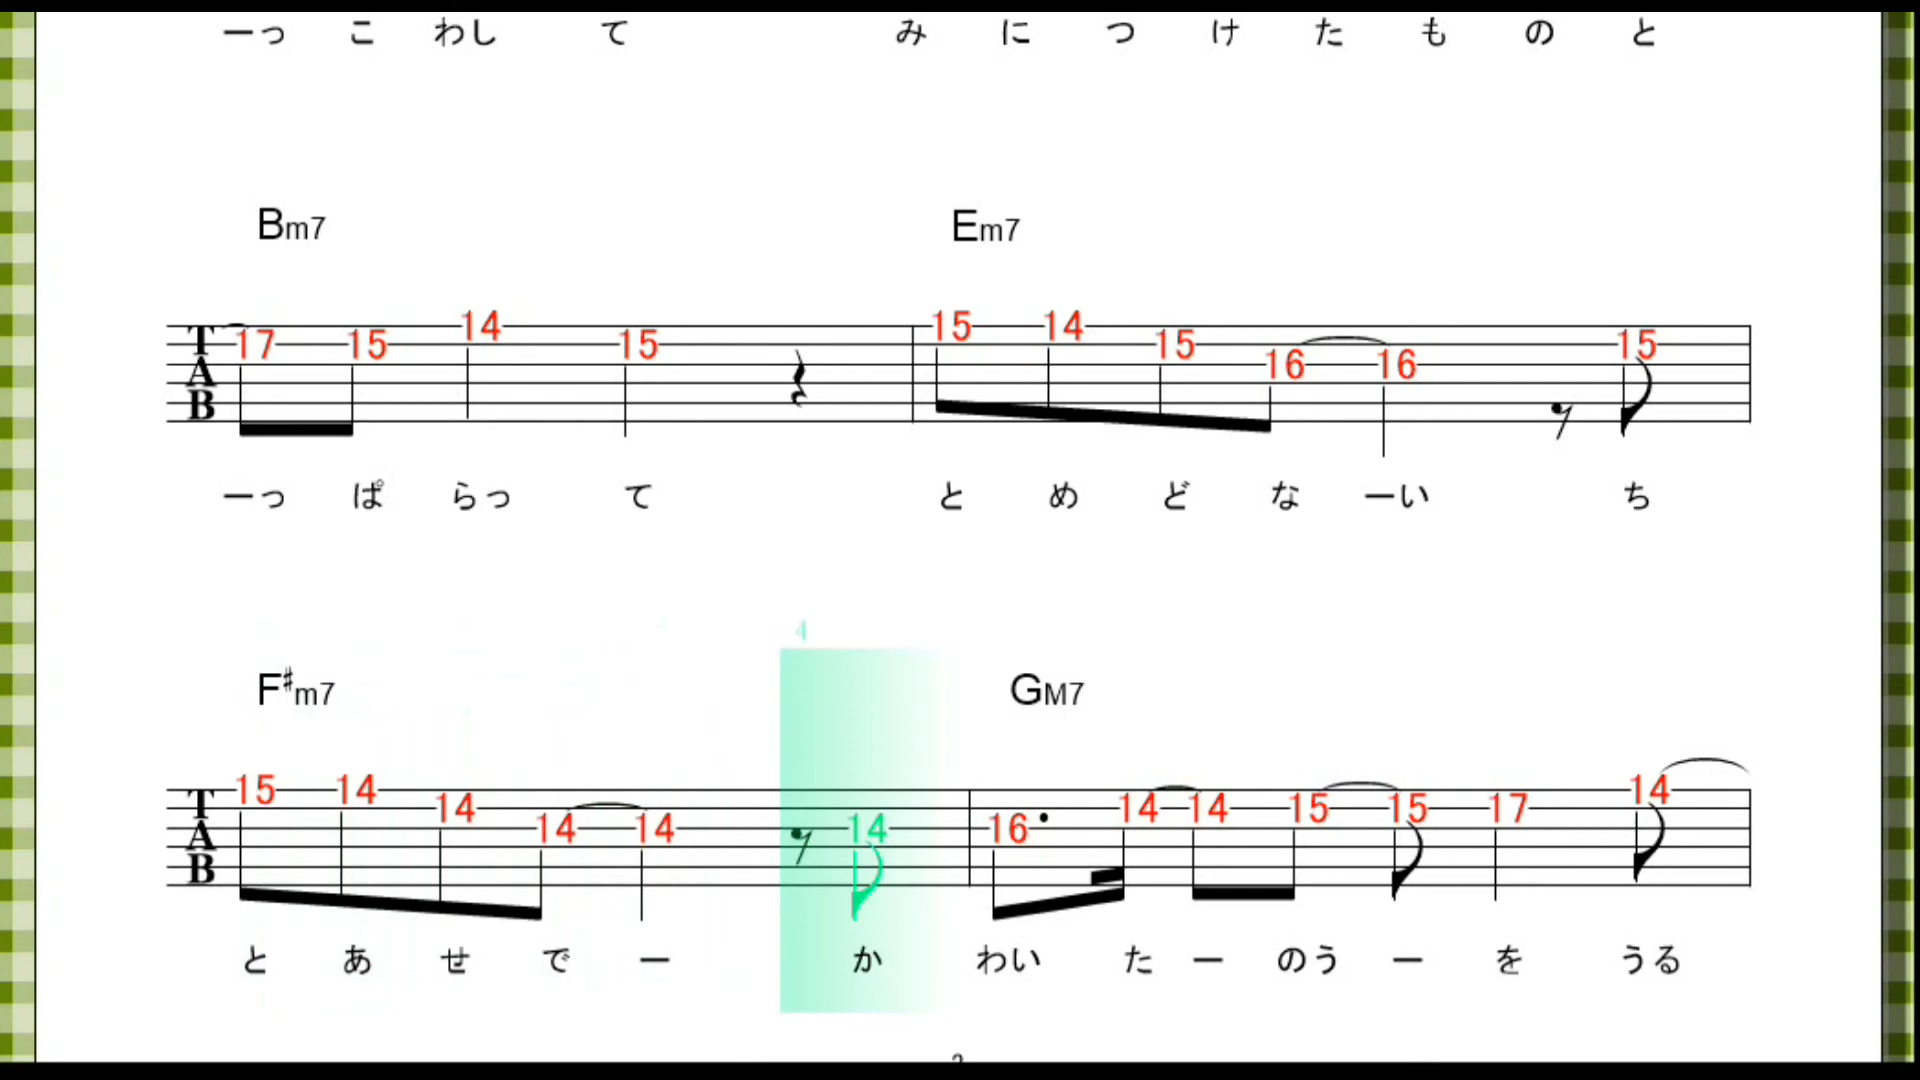 ーっ こ わし て み に つ け た も の と
Bm7 Em7
TAB 17 15 14 15 15 14 15 16 16 15
ーっ ぱ らっ て と め ど な ーい ち
4
F♯m7 GM7
TAB 15 14 14 14 14 14 16 14 14 15 15 17 14
と あ せ で ー か わい た ー のう ー を うる